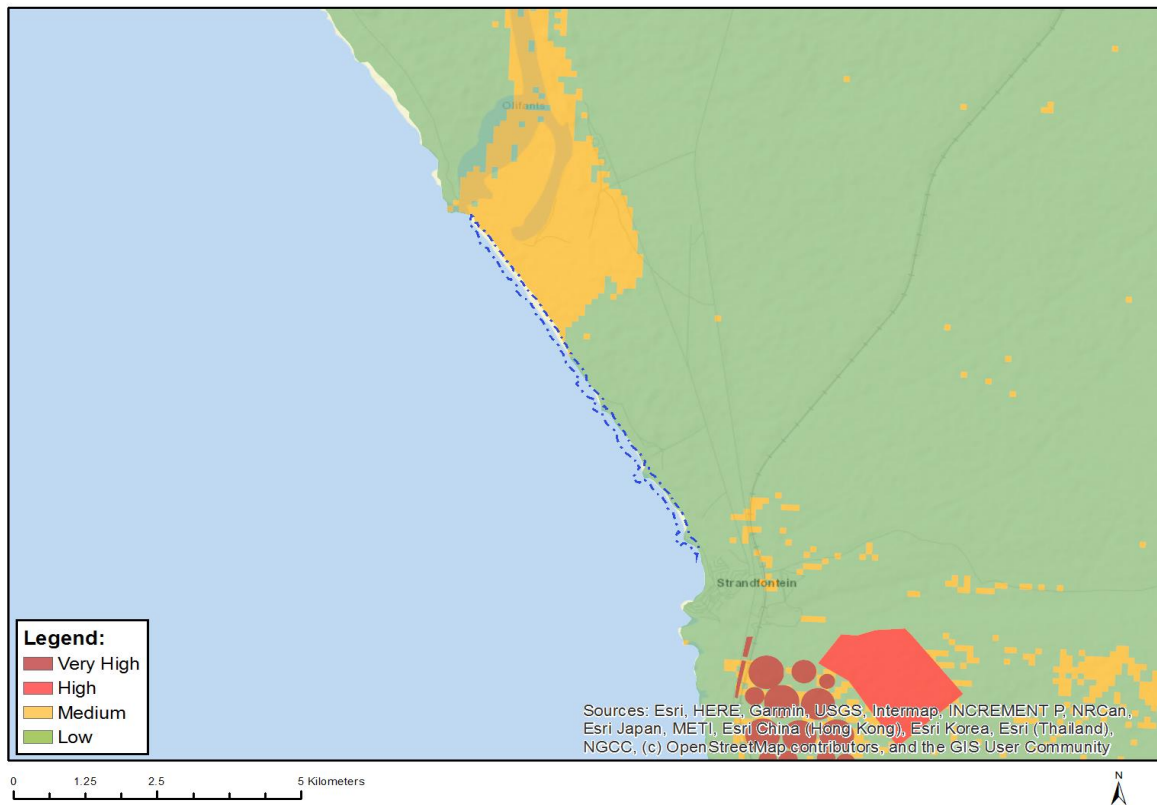 Olifants
Strandfontein
Legend:
Very High
High
Medium
Low
Sources: Esri, HERE, Garmin, USGS, Intermap, INCREMENT P, NRCan,
Esri Japan, METI, Esri China (Hong Kong), Esri Korea, Esri (Thailand),
NGCC, (c) OpenStreetMap contributors, and the GIS User Community
0 1.25 2.5 5 Kilometers
N